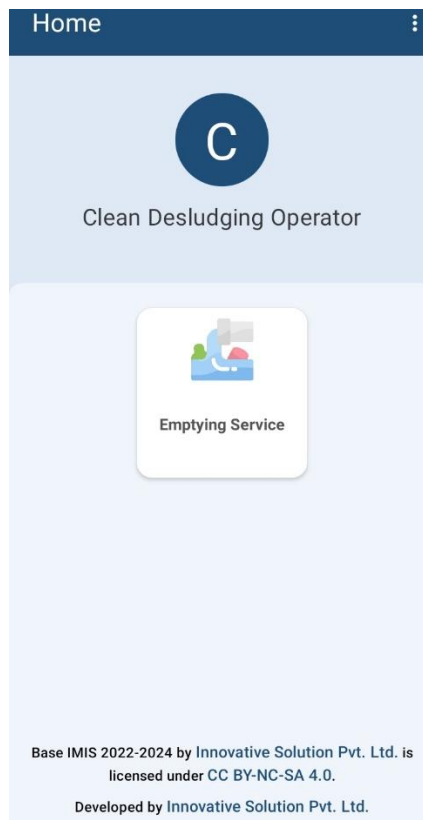 Home
C
Clean Desludging Operator
Emptying Service
Base IMIS 2022-2024 by Innovative Solution Pvt. Ltd. is
licensed under CC BY-NC-SA 4.0.
Developed by Innovative Solution Pvt. Ltd.